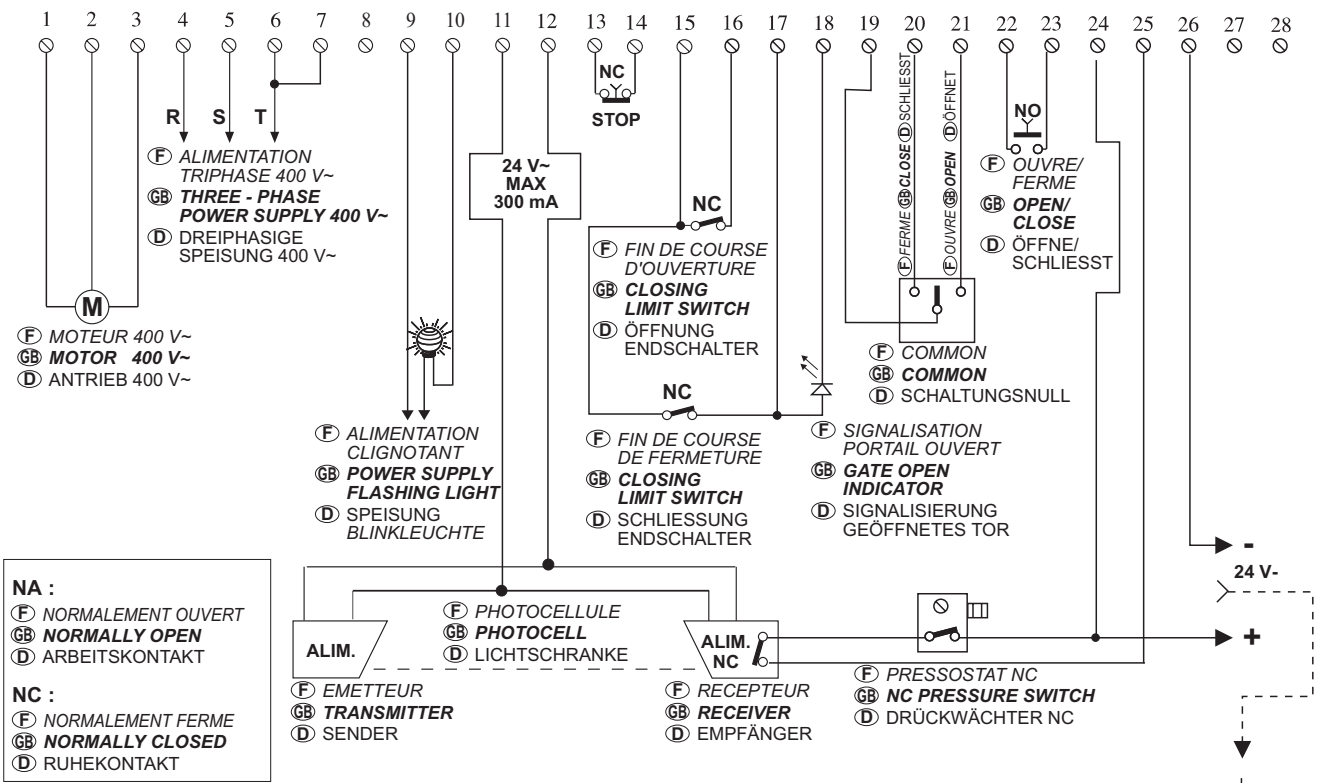 1 2 3 4 5 6 7 8 9 10 11 12 13 14 15 16 17 18 19 20 21 22 23 24 25 26 27 28
R S T
F ALIMENTATION
TRIPHASE 400 V~
GB THREE - PHASE
POWER SUPPLY 400 V~
D DREIPHASIGE
SPEISUNG 400 V~
M
F MOTEUR 400 V~
GB MOTOR 400 V~
D ANTRIEB 400 V~
F ALIMENTATION
CLIGNOTANT
GB POWER SUPPLY
FLASHING LIGHT
D SPEISUNG
BLINKLEUCHTE
24 V~
MAX
300 mA
NC
STOP
NC
F FIN DE COURSE
D'OUVERTURE
GB CLOSING
LIMIT SWITCH
D ÖFFNUNG
ENDSCHALTER
NC
F FIN DE COURSE
DE FERMETURE
GB CLOSING
LIMIT SWITCH
D SCHLIESSUNG
ENDSCHALTER
F SIGNALISATION
PORTAIL OUVERT
GB GATE OPEN
INDICATOR
D SIGNALISIERUNG
GEÖFFNETES TOR
F FERME GB CLOSE D SCHLIESST
F OUVRE GB OPEN D ÖFFNET
F COMMON
GB COMMON
D SCHALTUNGSNULL
NO
F OUVRE/
FERME
GB OPEN/
CLOSE
D ÖFFNE/
SCHLIESST
-
24 V-
+
NA :
F NORMALEMENT OUVERT
GB NORMALLY OPEN
D ARBEITSKONTAKT
NC :
F NORMALEMENT FERME
GB NORMALLY CLOSED
D RUHEKONTAKT
ALIM.
F EMETTEUR
GB TRANSMITTER
D SENDER
F PHOTOCELLULE
GB PHOTOCELL
D LICHTSCHRANKE
ALIM.
NC
F RECEPTEUR
GB RECEIVER
D EMPFÄNGER
F PRESSOSTAT NC
GB NC PRESSURE SWITCH
D DRÜCKWÄCHTER NC